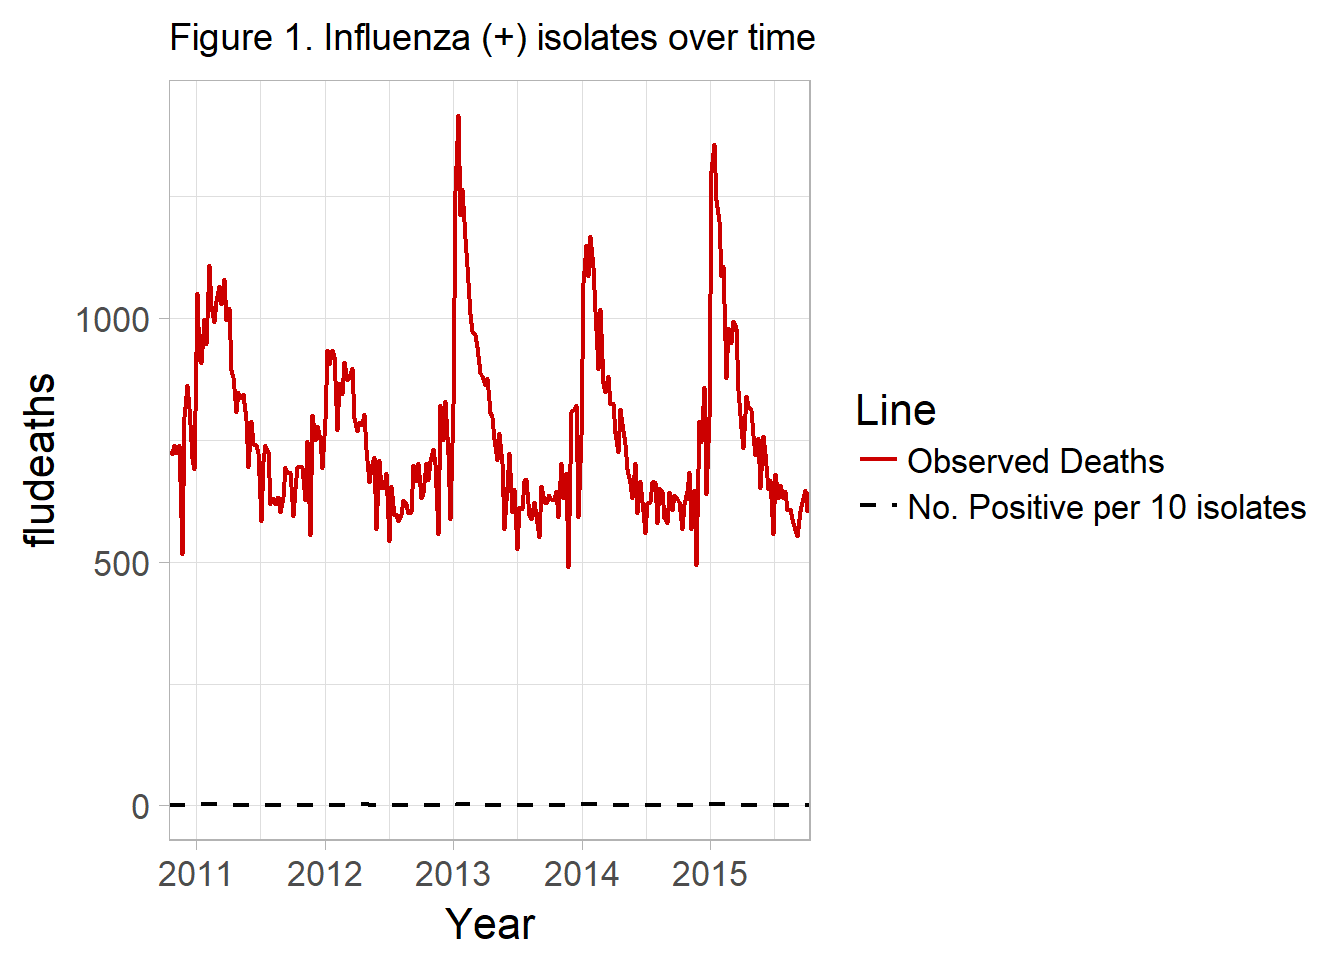 Figure 1. Influenza (+) isolates over time
fludeaths
1000
500
0
2011 2012 2013 2014 2015
Year
Line
Observed Deaths
No. Positive per 10 isolates